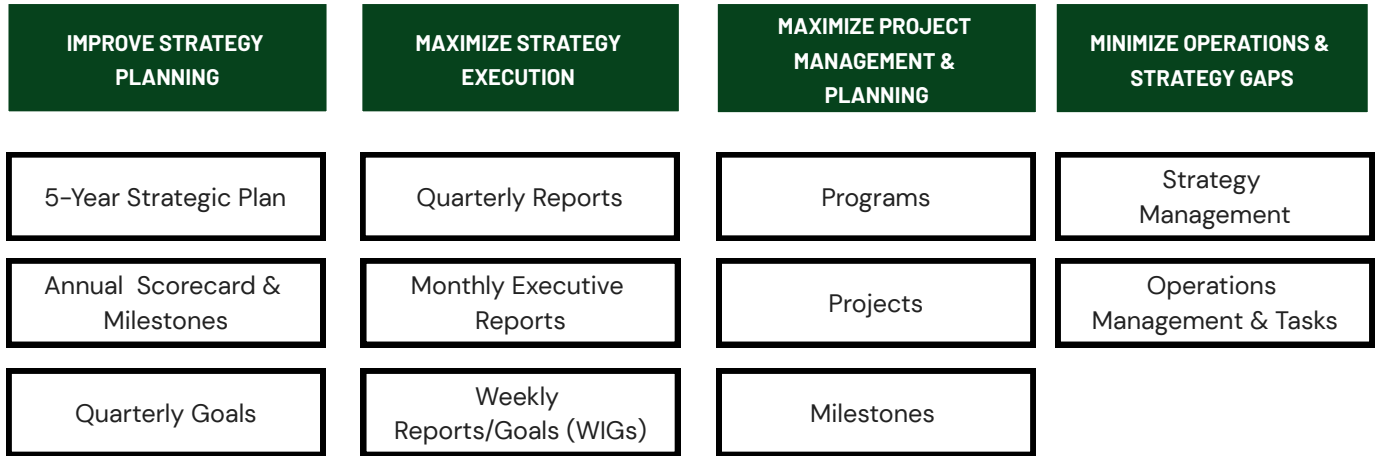 IMPROVE STRATEGY
PLANNING
MAXIMIZE STRATEGY
EXECUTION
MAXIMIZE PROJECT
MANAGEMENT &
PLANNING
MINIMIZE OPERATIONS &
STRATEGY GAPS
5-Year Strategic Plan
Quarterly Reports
Programs
Strategy
Management
Annual  Scorecard &
Milestones
Monthly Executive
Reports
Projects
Operations
Management & Tasks
Quarterly Goals
Weekly
Reports/Goals (WIGs)
Milestones